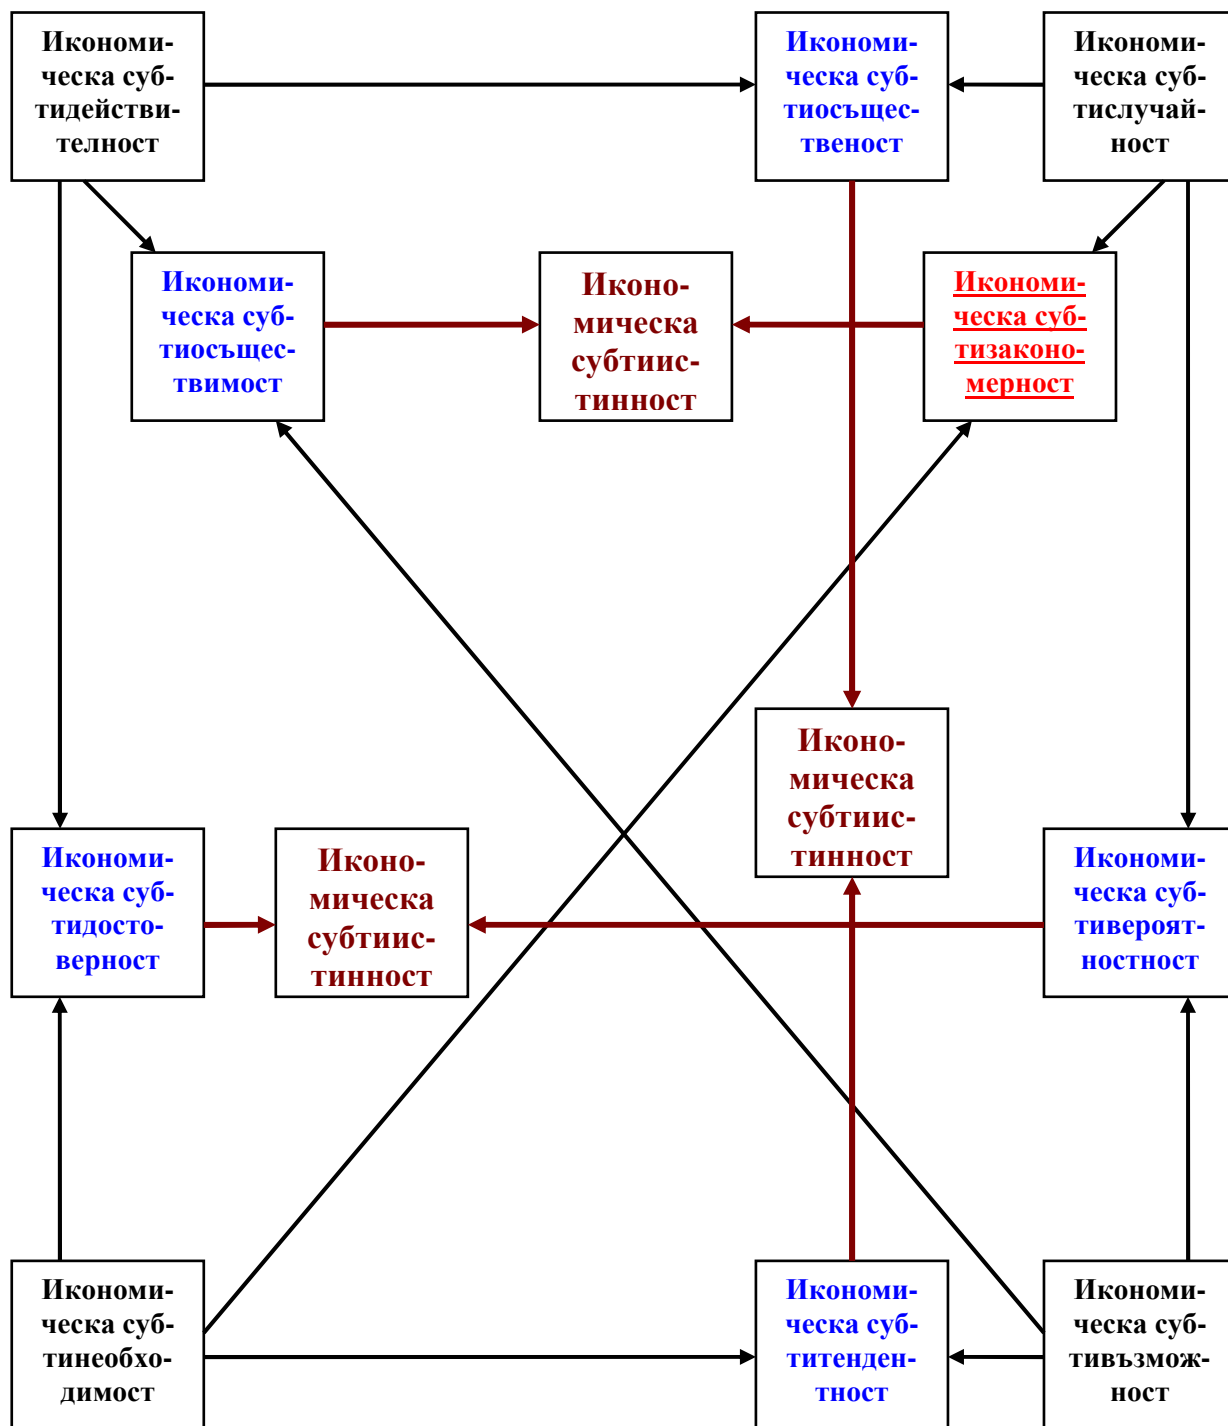 Икономи-
ческа суб-
тидействи-
телност
Икономи-
ческа суб-
тиосъщес-
твеност
Икономи-
ческа суб-
тислучай-
ност
Икономи-
ческа суб-
тиосъщес-
твимост
Иконо-
мическа
субтиис-
тинност
Икономи-
ческа суб-
тизаконо-
мерност
Иконо-
мическа
субтиис-
тинност
Икономи-
ческа суб-
тидосто-
верност
Иконо-
мическа
субтиис-
тинност
Икономи-
ческа суб-
тивероят-
ностност
Икономи-
ческа суб-
тинеобхо-
димост
Икономи-
ческа суб-
титенден-
тност
Икономи-
ческа суб-
тивъзмож-
ност